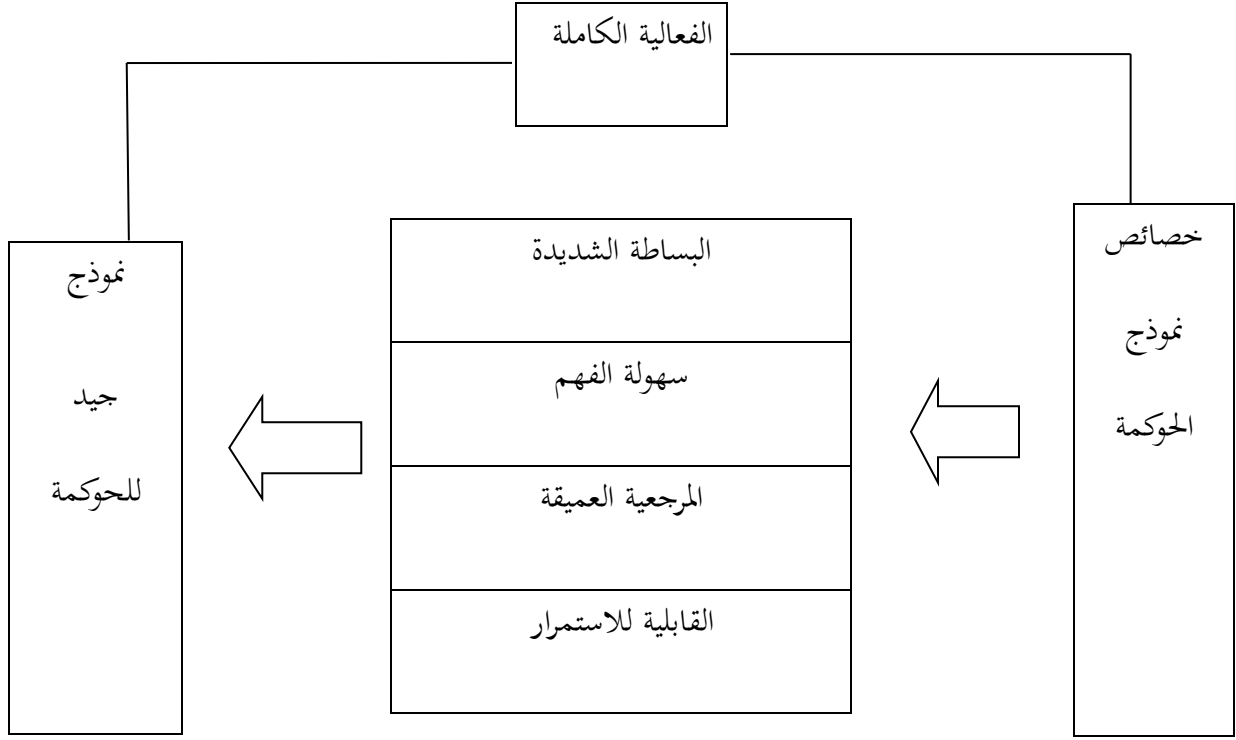 الفعالية الكاملة
خصائص
نموذج
الحوكمة
البساطة الشديدة
سهولة الفهم
المرجعية العميقة
القابلية للاستمرار
نموذج
جيد
للحوكمة